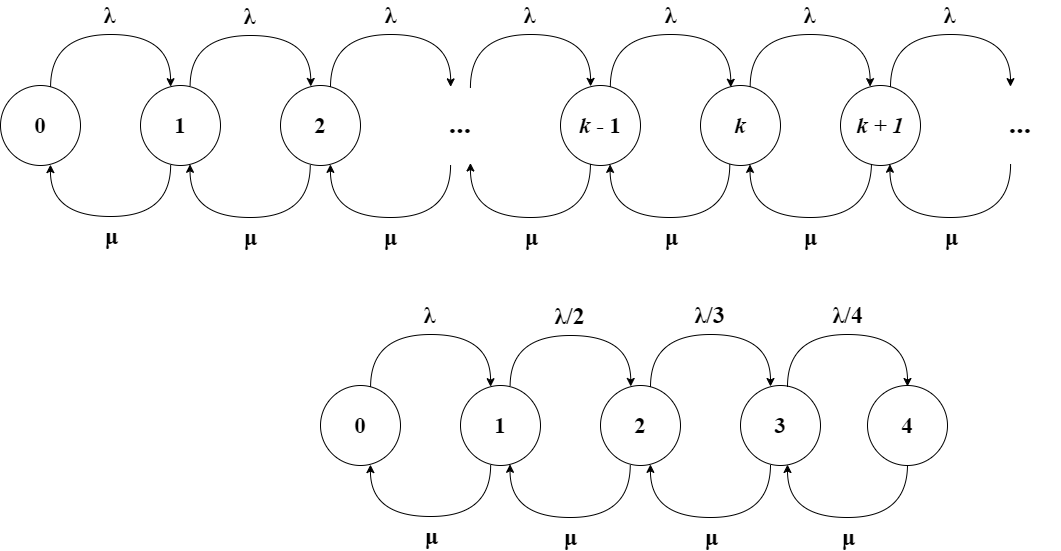 λ λ λ λ λ λ λ
0 1 2 ... k - 1 k k + 1 ...
μ μ μ μ μ μ μ
λ λ/2 λ/3 λ/4
0 1 2 3 4
μ μ μ μ